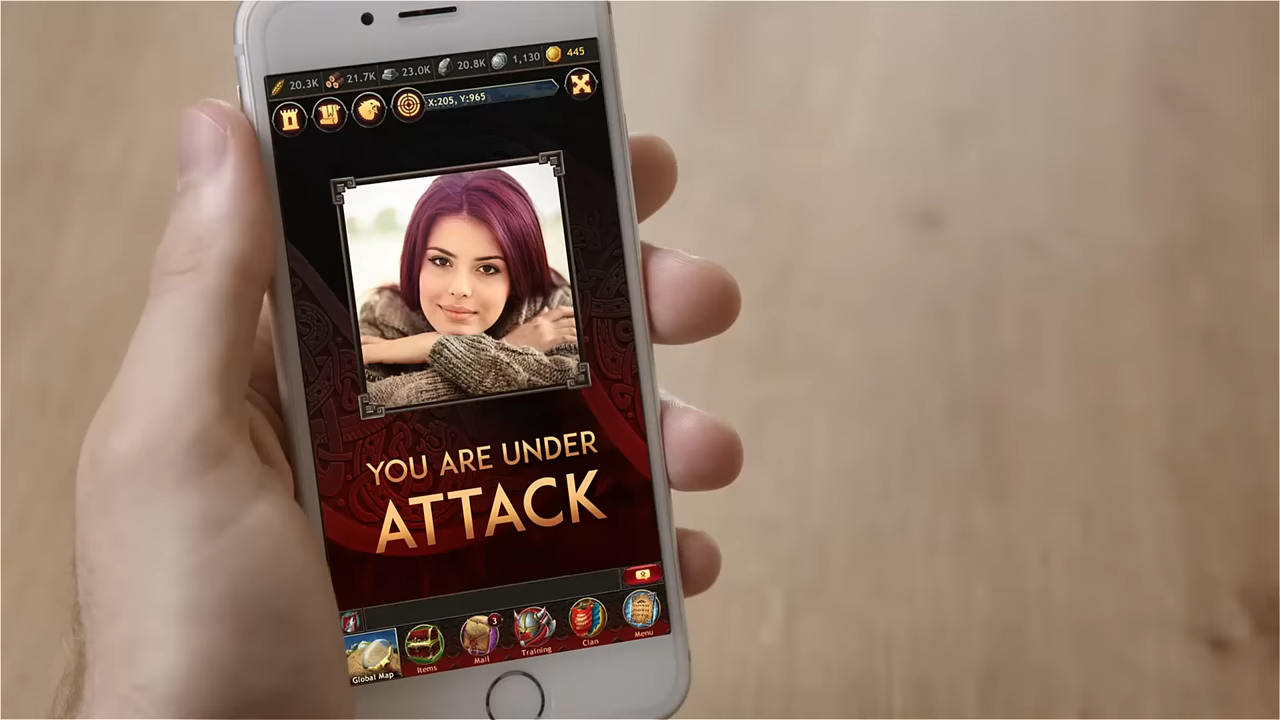 20.3K 21.7K 23.0K 20.8K 1,130 445
X:205, Y:965
YOU ARE UNDER
ATTACK
3
Global Map Items Mail Training Clan Menu